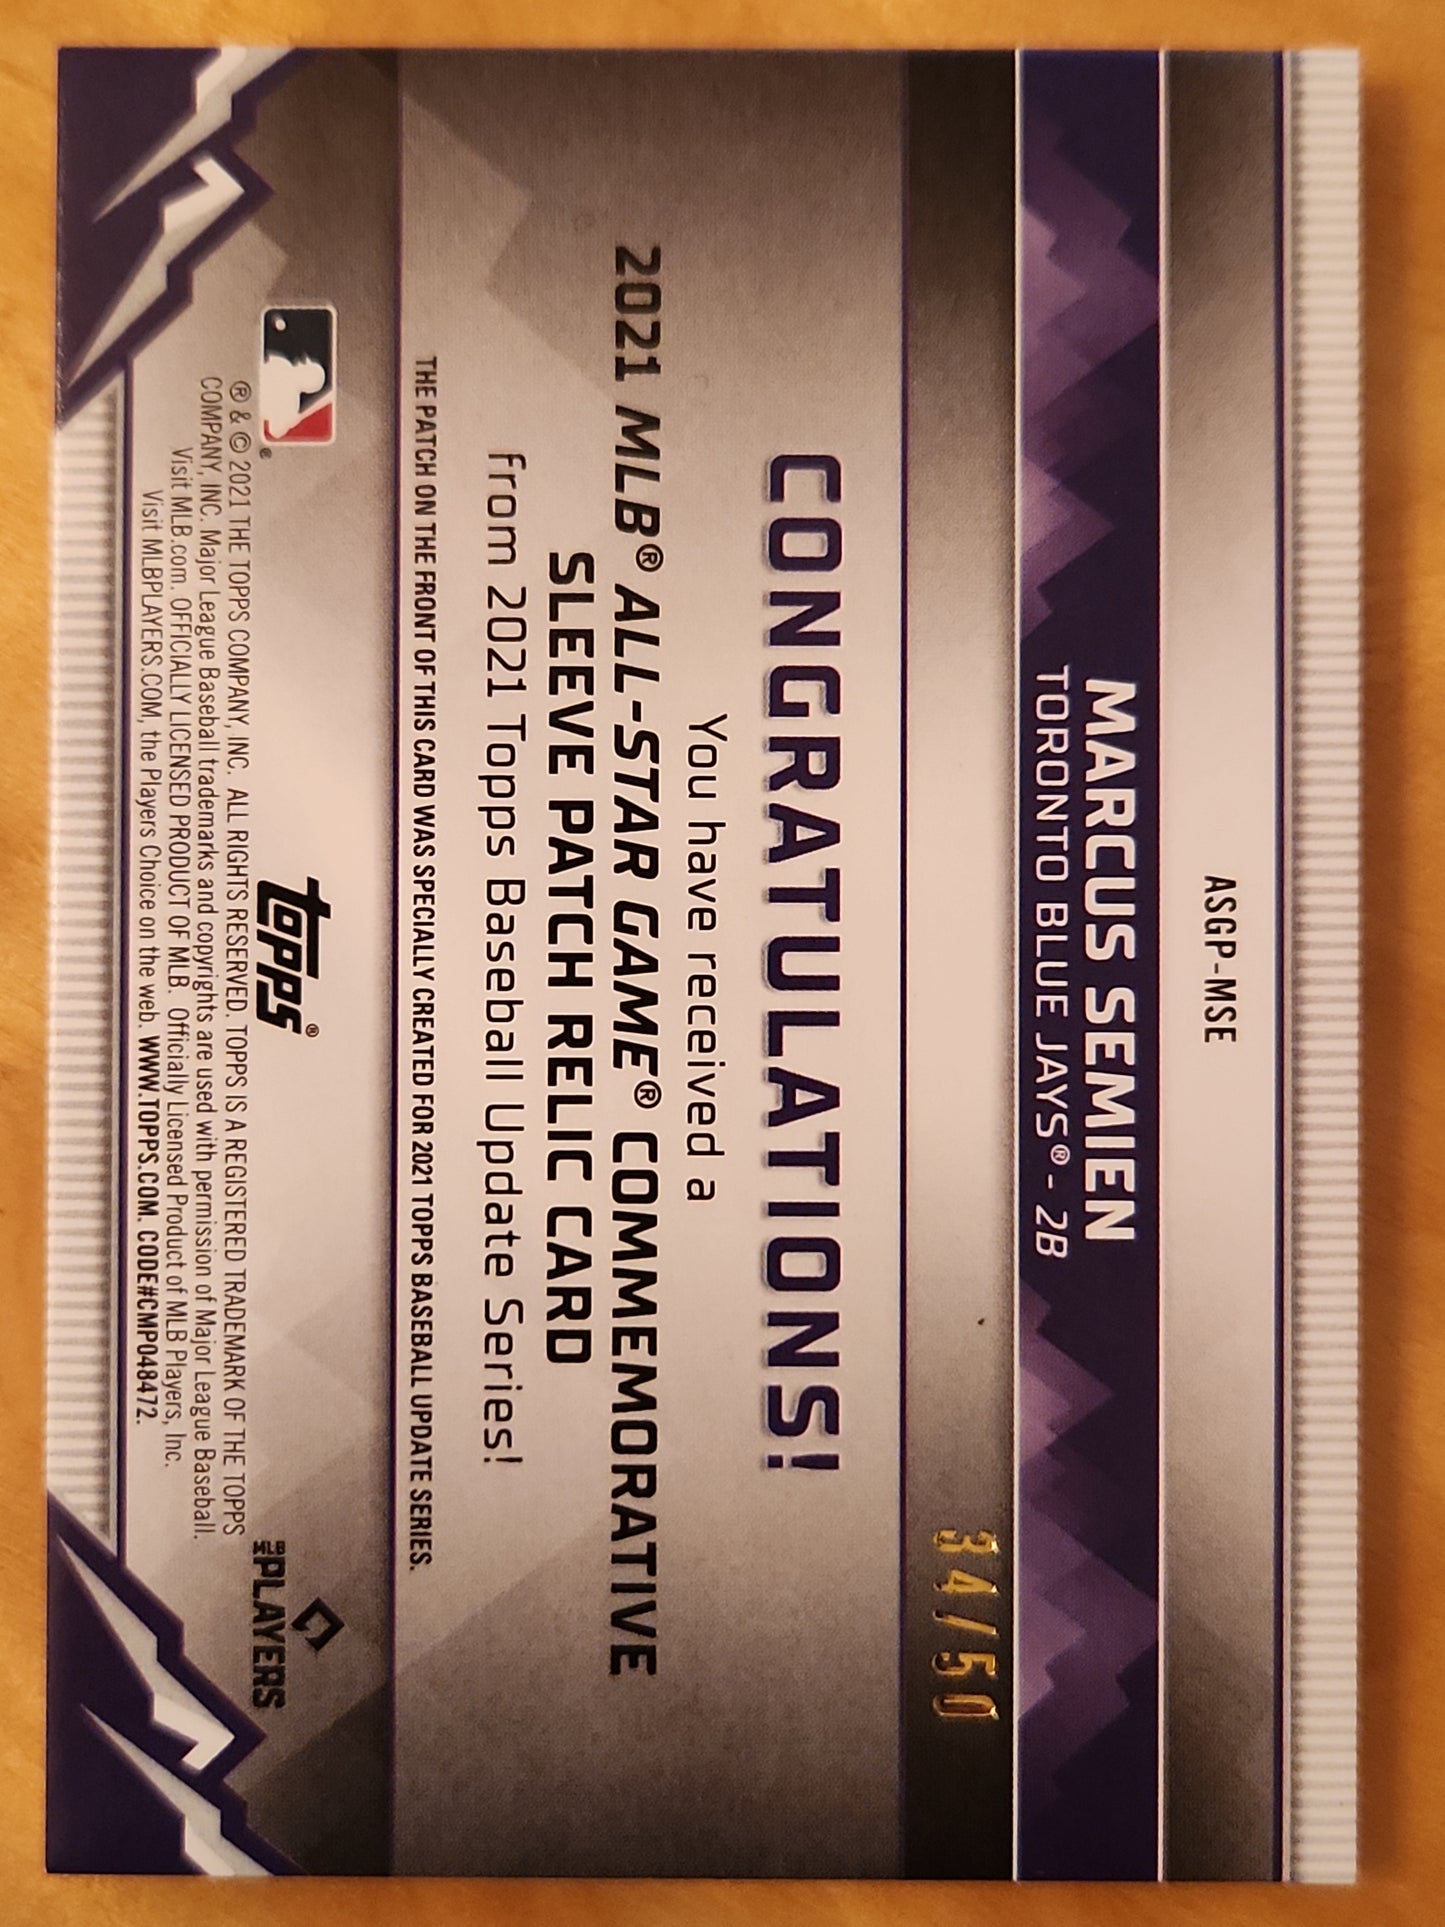 ASGP-MSE
MARCUS SEMIEN
TORONTO BLUE JAYS® - 2B
34/50
CONGRATULATIONS!
You have received a
2021 MLB® ALL-STAR GAME® COMMEMORATIVE
SLEEVE PATCH RELIC CARD
from 2021 Topps Baseball Update Series!
THE PATCH ON THE FRONT OF THIS CARD WAS SPECIALLY CREATED FOR 2021 TOPPS BASEBALL UPDATE SERIES.
®
topps®
MLB PLAYERS
® & © 2021 THE TOPPS COMPANY, INC. ALL RIGHTS RESERVED. TOPPS IS A REGISTERED TRADEMARK OF THE TOPPS
COMPANY, INC. Major League Baseball trademarks and copyrights are used with permission of Major League Baseball.
Visit MLB.com. OFFICIALLY LICENSED PRODUCT OF MLB. Officially Licensed Product of MLB Players, Inc.
Visit MLBPLAYERS.COM, the Players Choice on the web. WWW.TOPPS.COM. CODE#CMP048472.